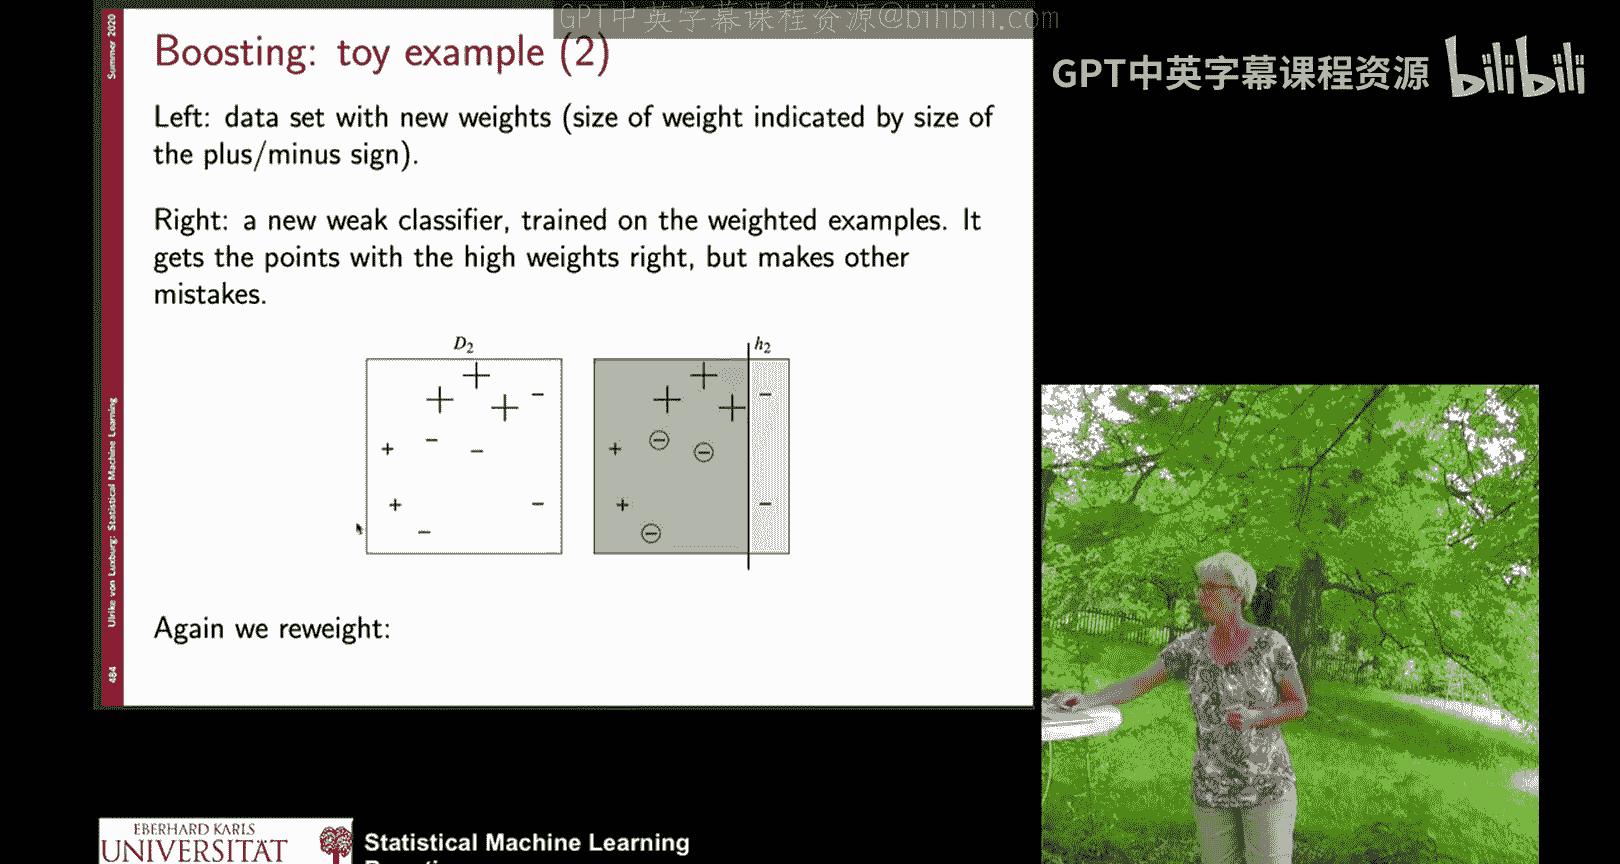 GPT中英字幕课程资源@bilibili.com
GPT中英字幕课程资源 bilibili
Summer 2020
Boosting: toy example (2)
Left: data set with new weights (size of weight indicated by size of
the plus/minus sign).
Right: a new weak classifier, trained on the weighted examples. It
gets the points with the high weights right, but makes other
mistakes.
D2
h2
Again we reweight:
Ulrike von Luxburg: Statistical Machine Learning
484
EBERHARD KARLS
UNIVERSITÄT
Statistical Machine Learning